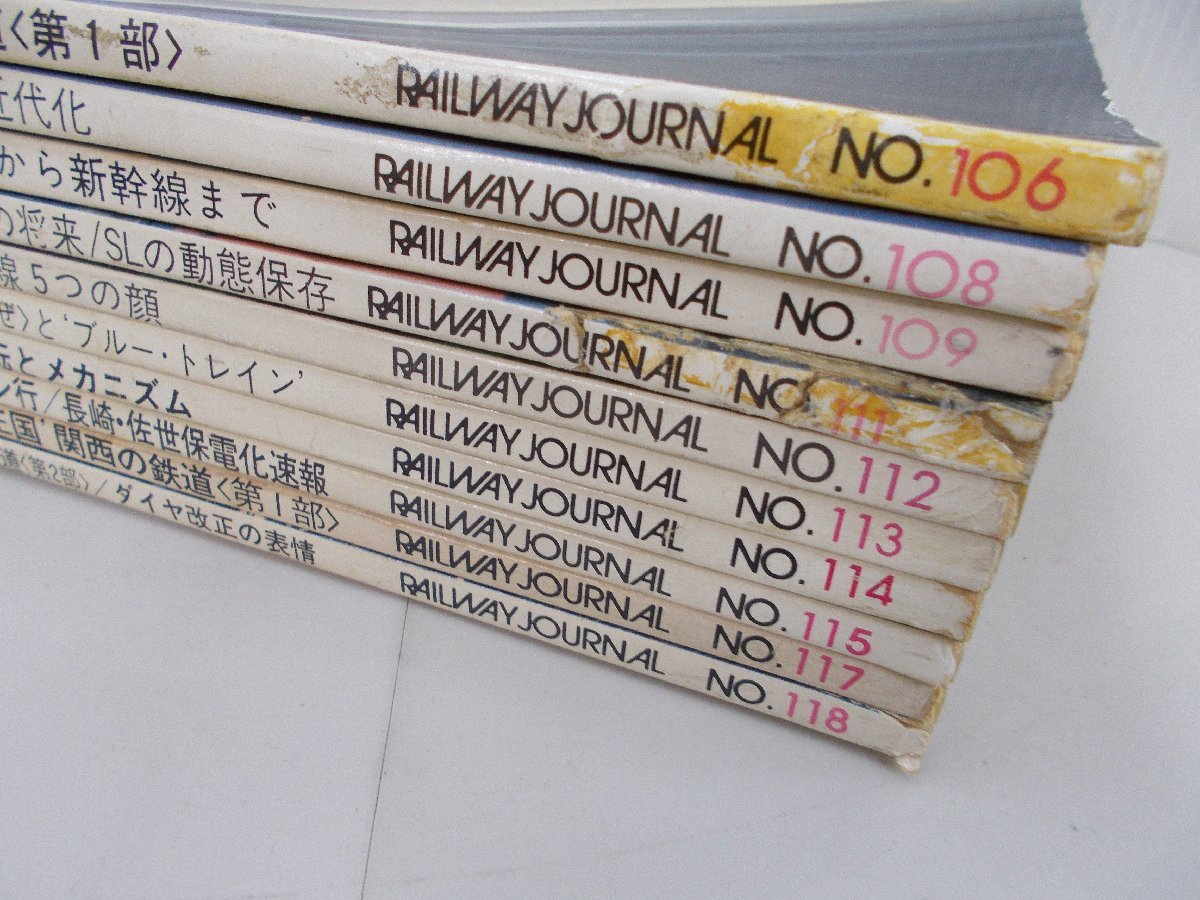 〈第1部〉 RAILWAY JOURNAL NO. 106
近代化 RAILWAY JOURNAL NO. 108
から新幹線まで RAILWAY JOURNAL NO. 109
の将来/SLの動態保存 RAILWAY JOURNAL NO. 111
線5つの顔 RAILWAY JOURNAL NO. 112
ぜ〉と‘ブルー・トレイン’ RAILWAY JOURNAL NO. 113
とメカニズム RAILWAY JOURNAL NO. 114
ン行/長崎・佐世保電化速報 RAILWAY JOURNAL NO. 115
王国’関西の鉄道〈第1部〉 RAILWAY JOURNAL NO. 117
道〈第2部〉/ダイヤ改正の表情 RAILWAY JOURNAL NO. 118